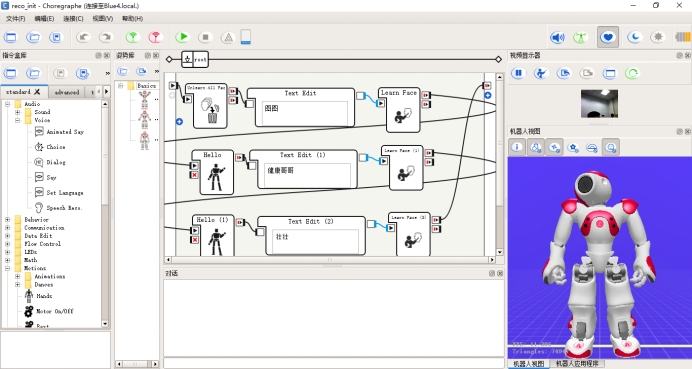 reco_init - Choregraphe (连接至Blue4.local.)
文件(F) 编辑(E) 连接(C) 视图(V) 帮助(H)
指令盒库
姿势库
root
视频显示器
standard
advanced
Audio
Sound
Voice
Animated Say
Choice
Dialog
Say
Set Language
Speech Reco.
Behavior
Communication
Data Edit
Flow Control
LEDs
Math
Motions
Animations
Dances
Hands
Motor On/Off
Rest
Basics
Unlearn All Fac
Text Edit
图图
Learn Face
Hello
Text Edit (1)
健康哥哥
Learn Face (1)
Hello (1)
Text Edit (2)
壮壮
对话
机器人视图
机器人视图
机器人应用程序库